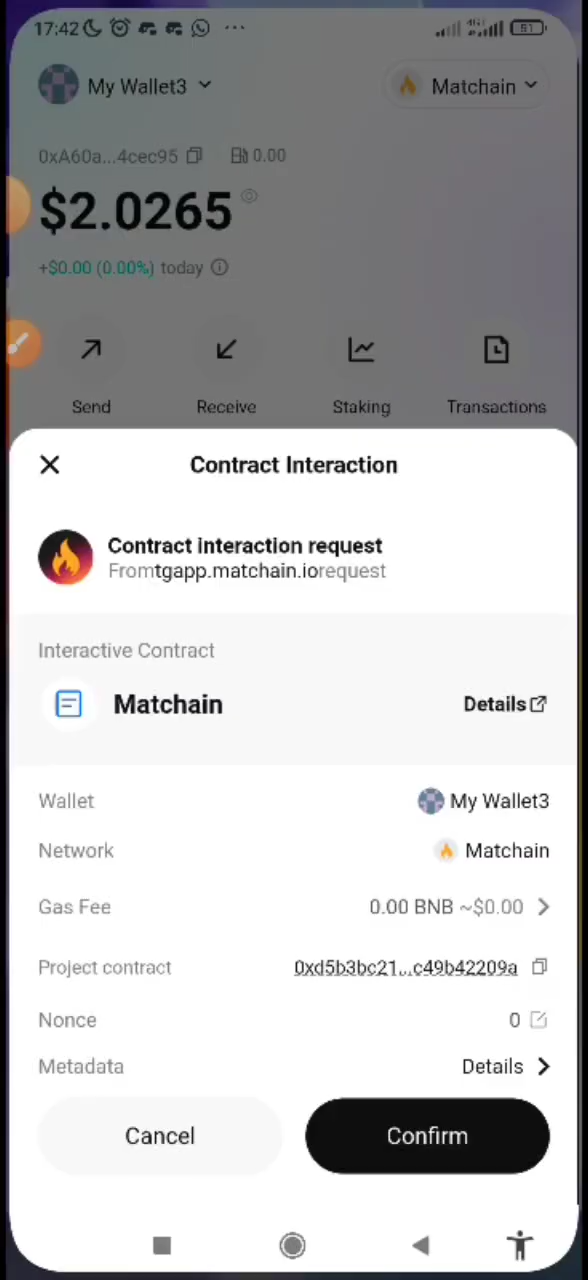 17:42 ... 4G 51
My Wallet3 Matchain
0xA60a...4cec95 0.00
$2.0265
+$0.00 (0.00%) today
Send Receive Staking Transactions
Contract Interaction
Contract interaction request
Fromtgapp.matchain.iorequest
Interactive Contract
Matchain Details
Wallet My Wallet3
Network Matchain
Gas Fee 0.00 BNB ~$0.00
Project contract 0xd5b3bc21...c49b42209a
Nonce 0
Metadata Details
Cancel Confirm